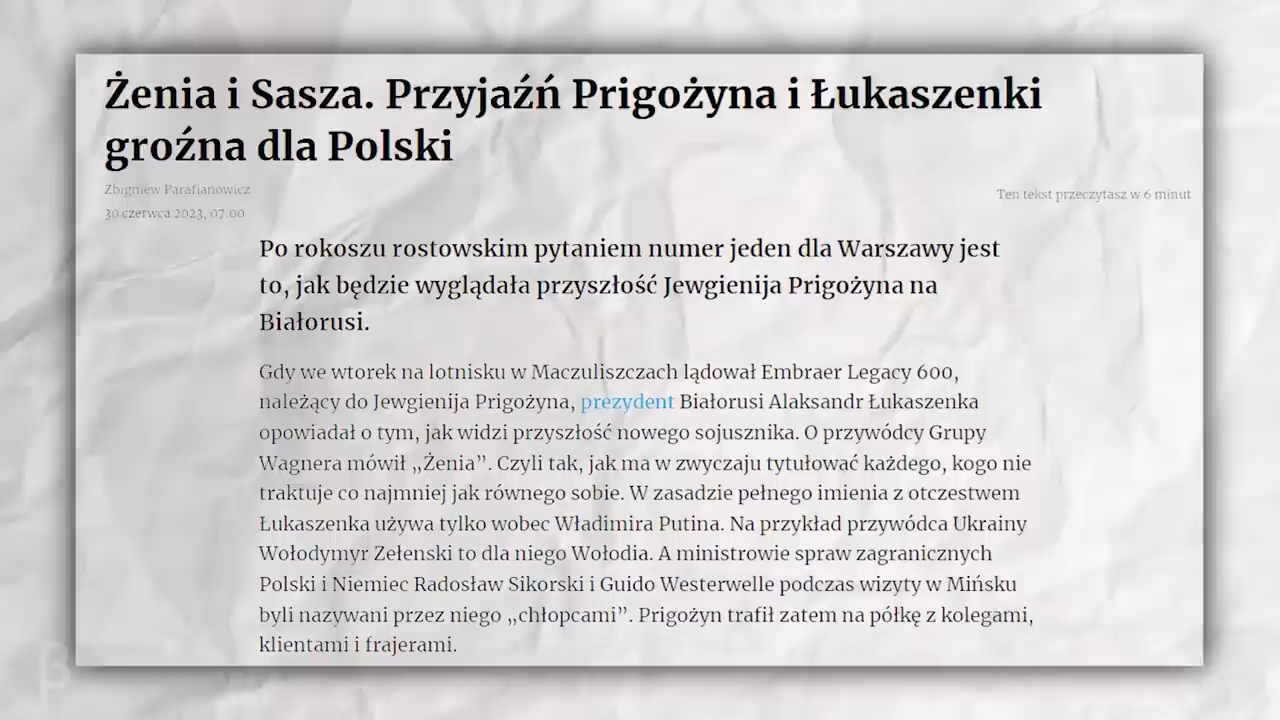 Żenia i Sasza. Przyjaźń Prigożyna i Łukaszenki
groźna dla Polski
Zbigniew Parafianowicz
30 czerwca 2023, 07.00
Ten tekst przeczytasz w 6 minut
Po rokoszu rostowskim pytaniem numer jeden dla Warszawy jest
to, jak będzie wyglądała przyszłość Jewgienija Prigożyna na
Białorusi.
Gdy we wtorek na lotnisku w Maczuliszczach lądował Embraer Legacy 600,
należący do Jewgienija Prigożyna, prezydent Białorusi Alaksandr Łukaszenka
opowiadał o tym, jak widzi przyszłość nowego sojusznika. O przywódcy Grupy
Wagnera mówił „Żenia”. Czyli tak, jak ma w zwyczaju tytułować każdego, kogo nie
traktuje co najmniej jak równego sobie. W zasadzie pełnego imienia z otczestwem
Łukaszenka używa tylko wobec Władimira Putina. Na przykład przywódca Ukrainy
Wołodymyr Zełenski to dla niego Wołodia. A ministrowie spraw zagranicznych
Polski i Niemiec Radosław Sikorski i Guido Westerwelle podczas wizyty w Mińsku
byli nazywani przez niego „chłopcami”. Prigożyn trafił zatem na półkę z kolegami,
klientami i frajerami.
β